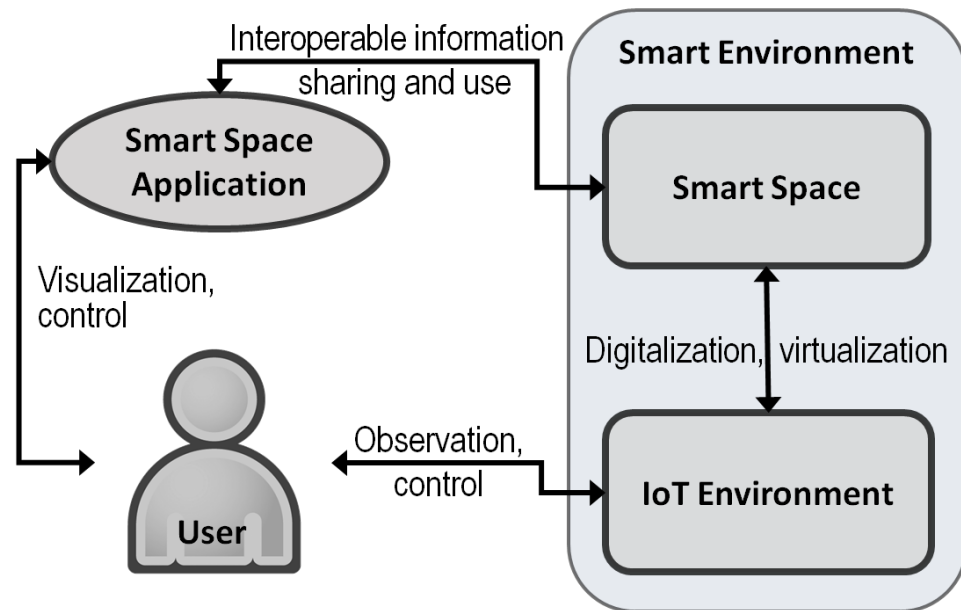 Interoperable information
sharing and use
Smart Environment
Smart Space
Application
Smart Space
Visualization,
control
Digitalization, virtualization
Observation,
control
User
IoT Environment